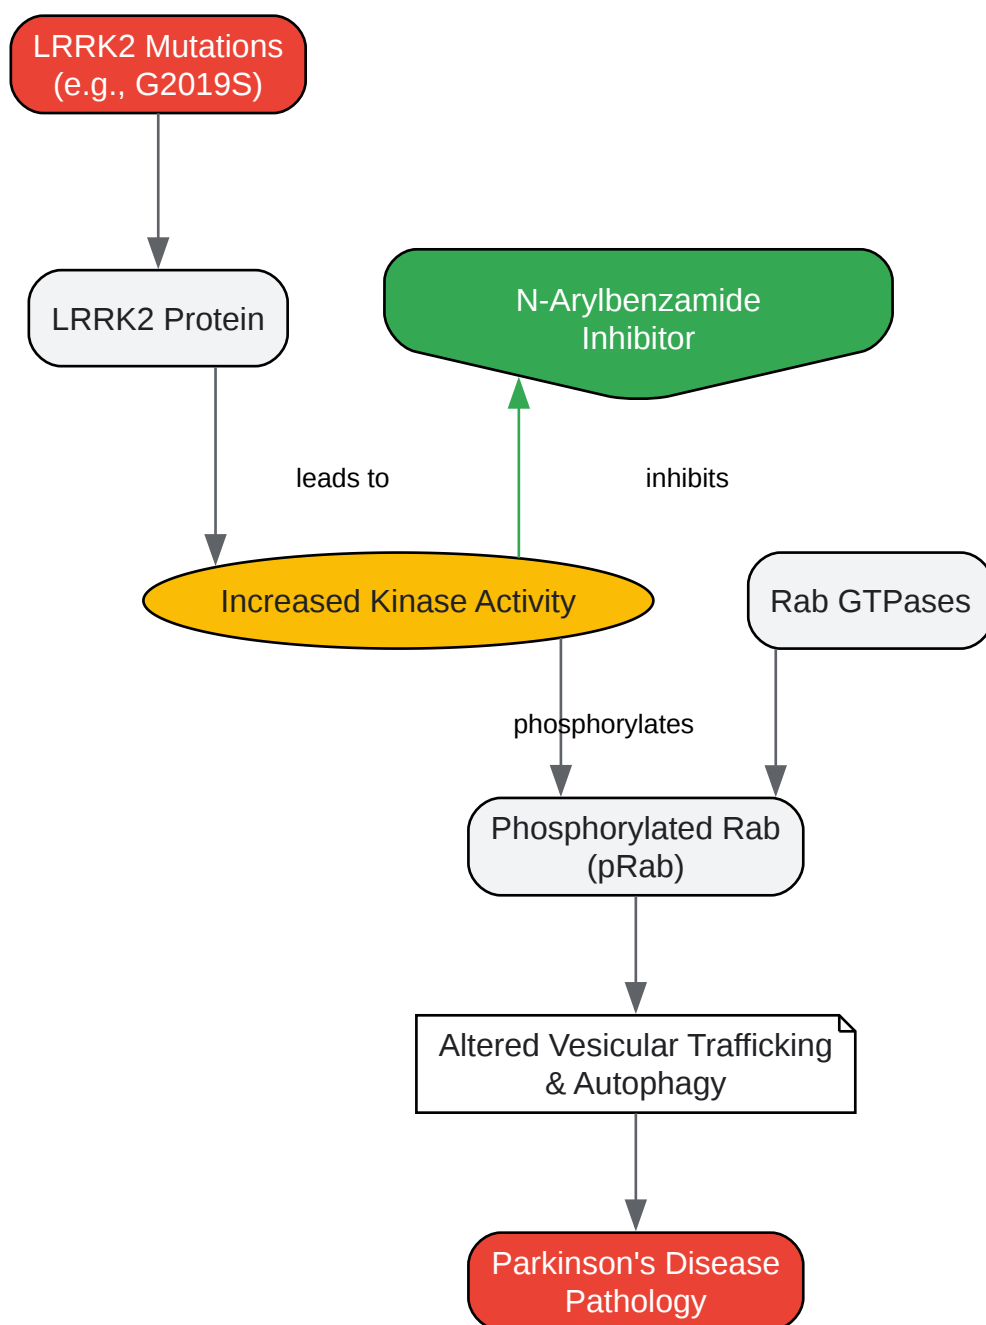 LRRK2 Mutations
(e.g., G2019S)
LRRK2 Protein
N-Arylbenzamide
Inhibitor
leads to
inhibits
Increased Kinase Activity
Rab GTPases
phosphorylates
Phosphorylated Rab
(pRab)
Altered Vesicular Trafficking
& Autophagy
Parkinson's Disease
Pathology